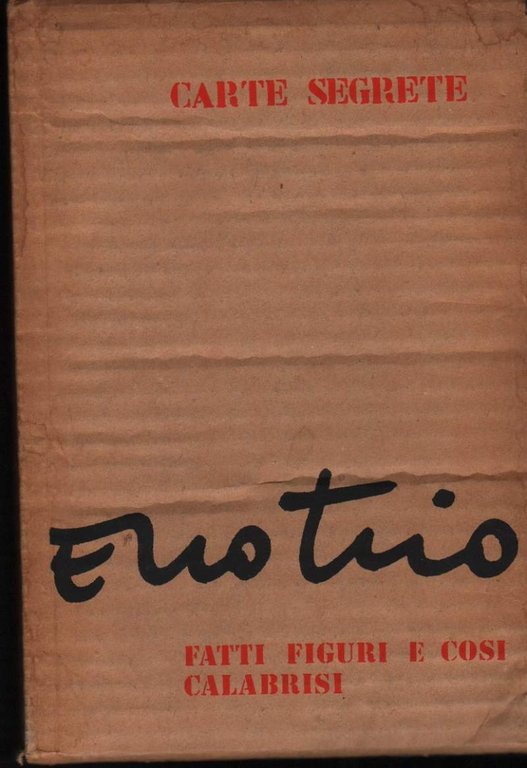 CARTE SEGRETE
Enotrio
FATTI FIGURI E COSI
CALABRISI